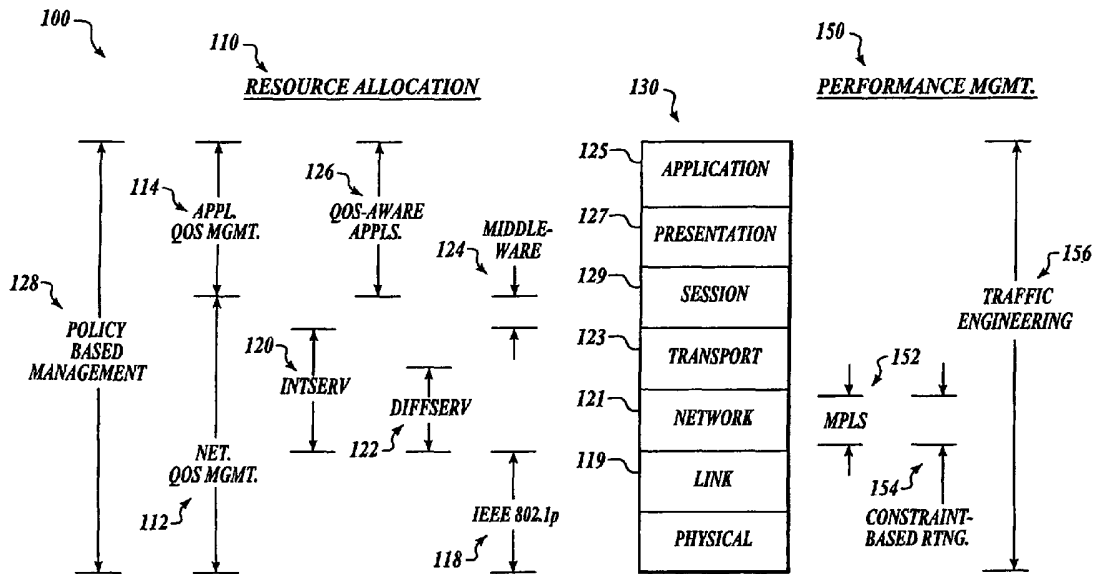 100
110
RESOURCE ALLOCATION
150
PERFORMANCE MGMT.
130
125
APPLICATION
127
PRESENTATION
129
SESSION
123
TRANSPORT
121
NETWORK
119
LINK
PHYSICAL
128
POLICY
BASED
MANAGEMENT
114
APPL.
QOS MGMT.
126
QOS-AWARE
APPLS.
124
MIDDLE-
WARE
120
INTSERV
122
DIFFSERV
NET.
QOS MGMT.
112
IEEE 802.1p
118
156
TRAFFIC
ENGINEERING
152
MPLS
154
CONSTRAINT-
BASED RTNG.